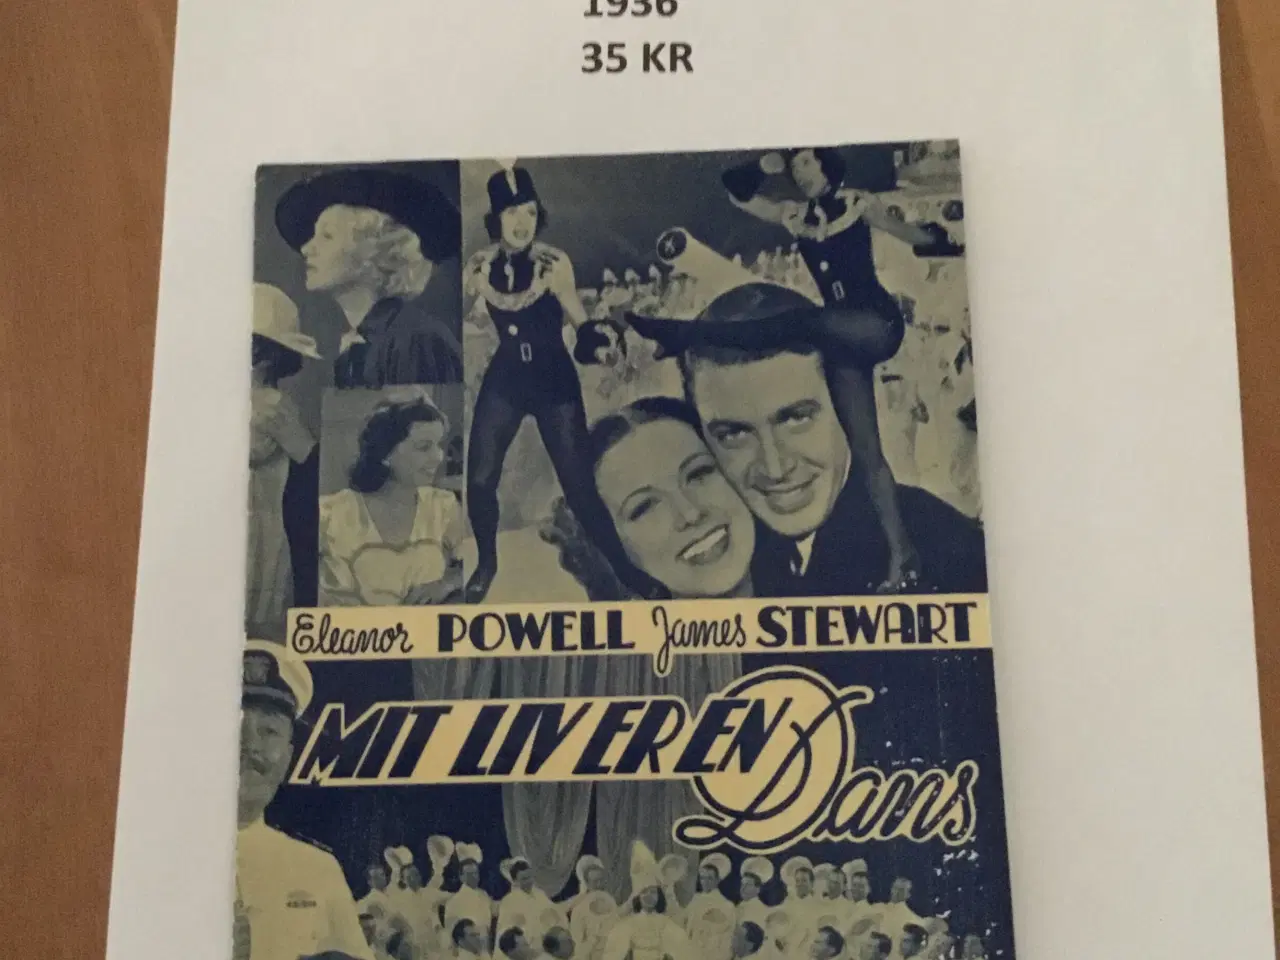 1936
35 KR
Eleanor POWELL James STEWART
MIT LIV ER EN Dans